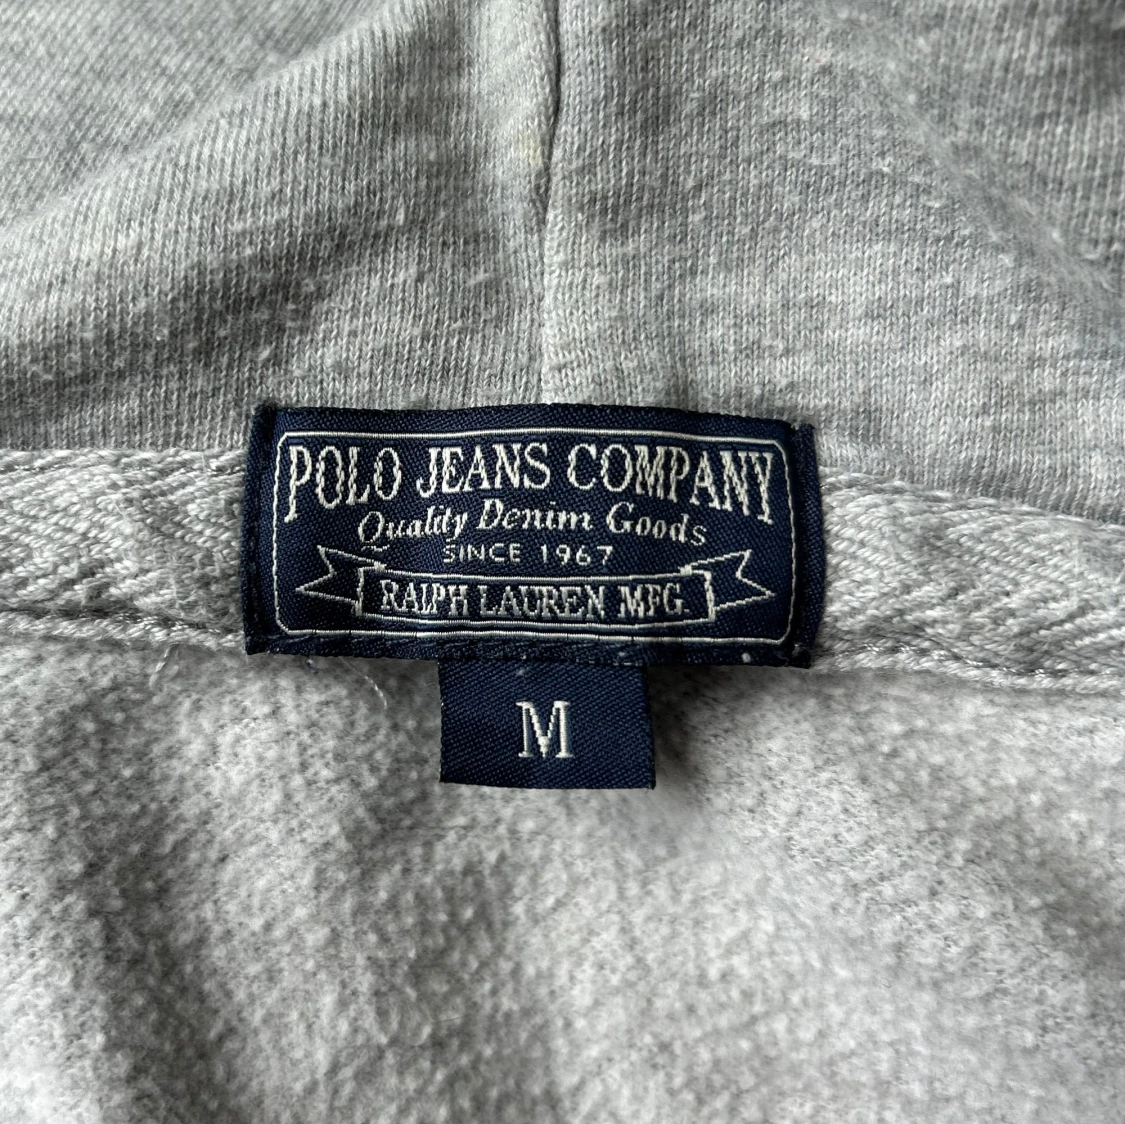 POLO JEANS COMPANY
Quality Denim Goods
SINCE 1967
RALPH LAUREN MFG.
M